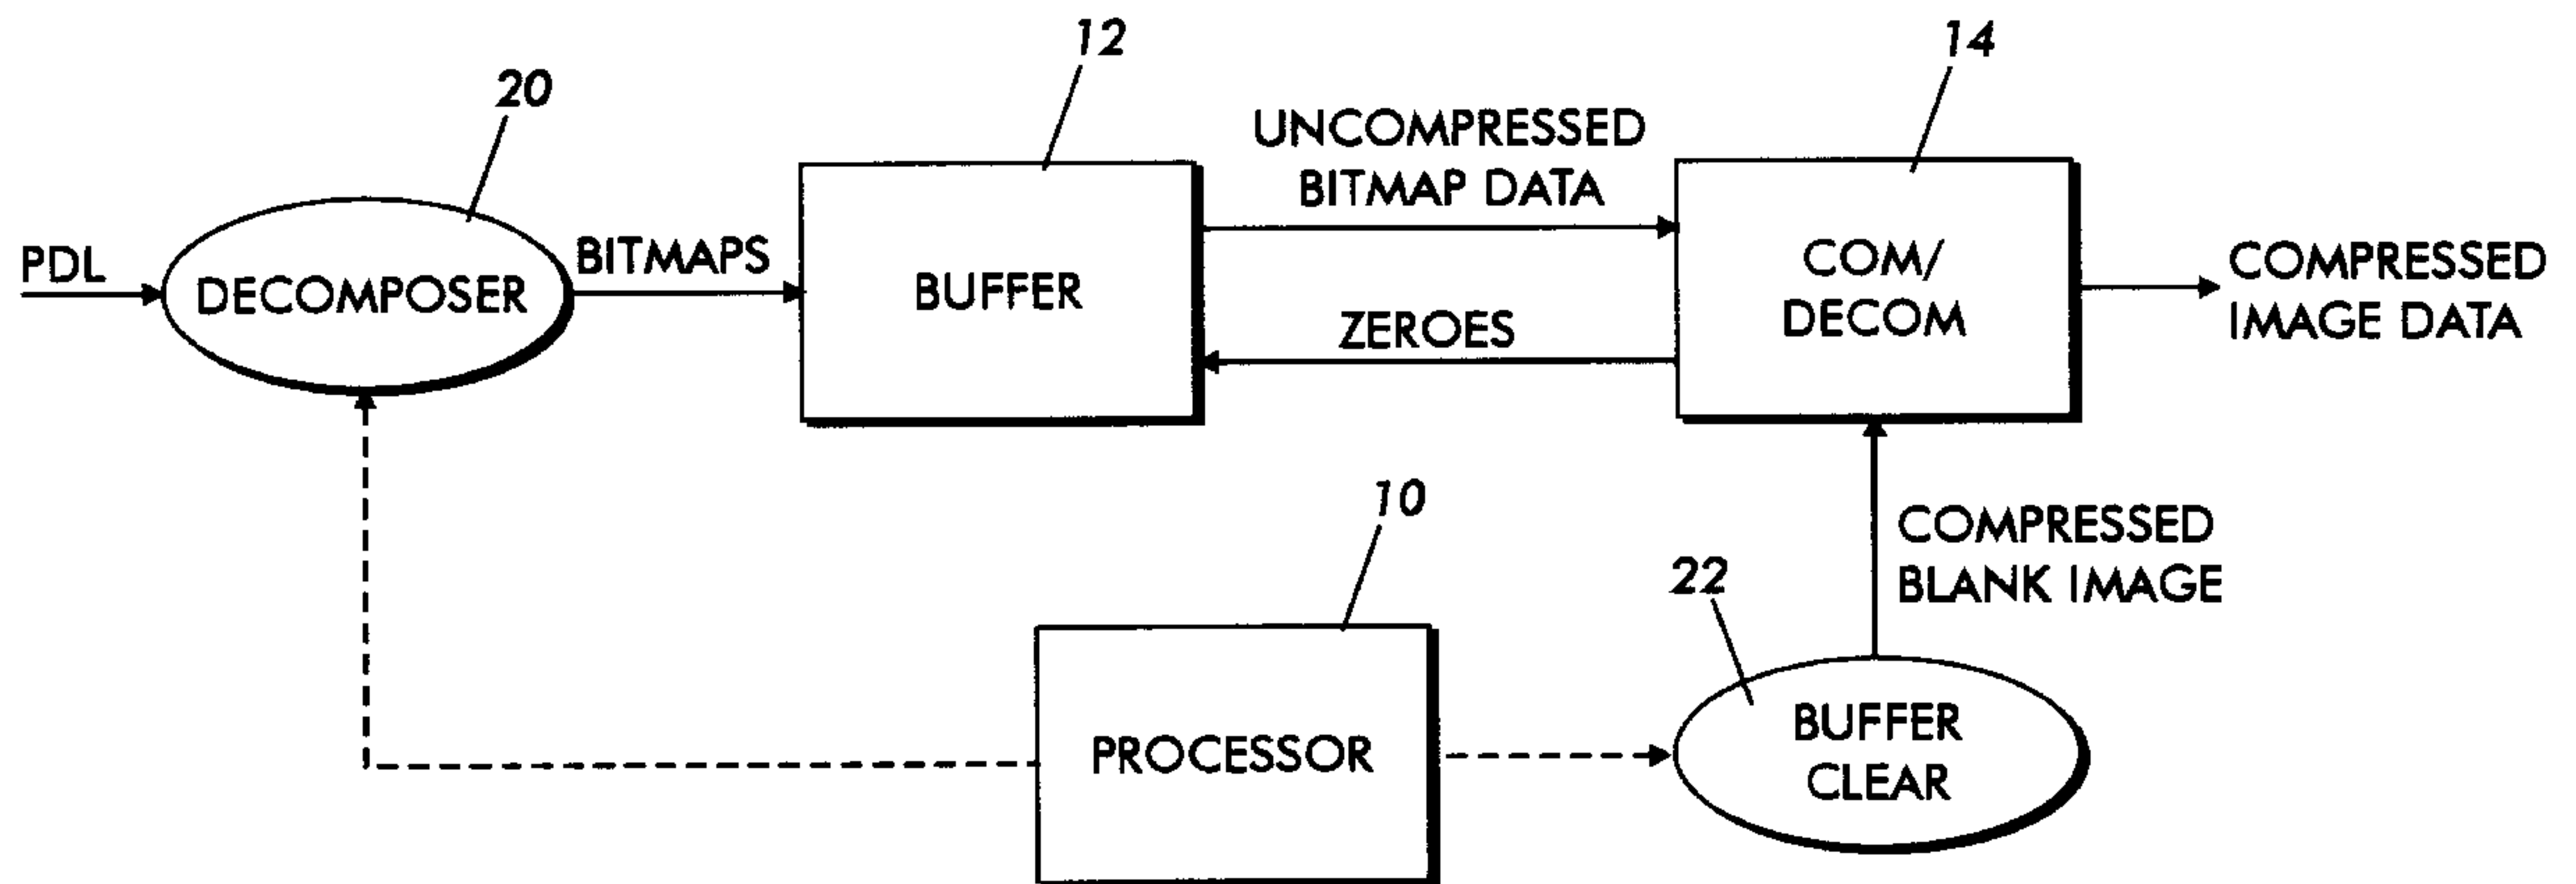 12
14
20
UNCOMPRESSED
BITMAP DATA
PDL
DECOMPOSER
BITMAPS
BUFFER
COM/
DECOM
COMPRESSED
IMAGE DATA
ZEROES
10
COMPRESSED
BLANK IMAGE
22
PROCESSOR
BUFFER
CLEAR